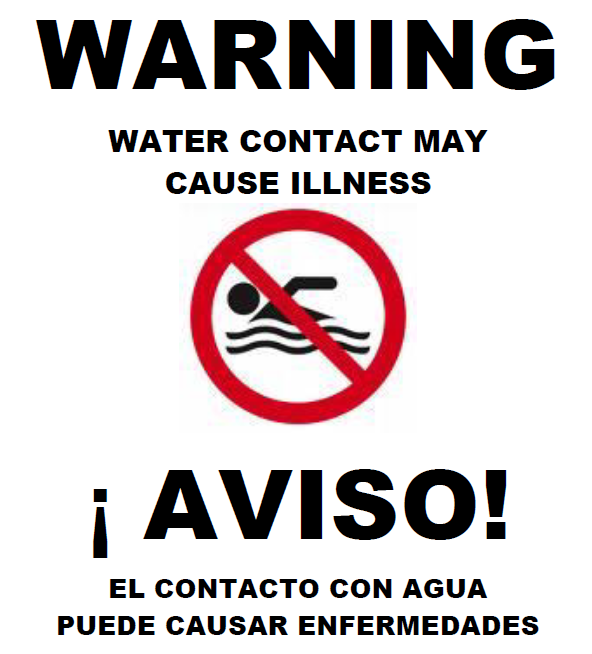 WARNING
WATER CONTACT MAY
CAUSE ILLNESS
¡ AVISO!
EL CONTACTO CON AGUA
PUEDE CAUSAR ENFERMEDADES